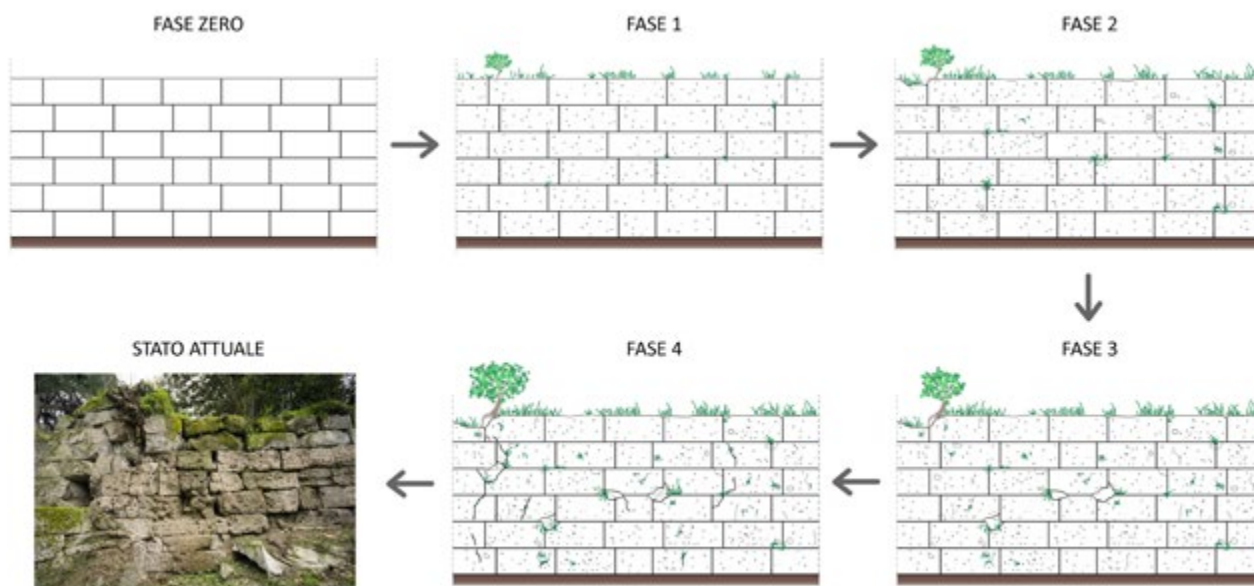 FASE ZERO
FASE 1
FASE 2
STATO ATTUALE
FASE 4
FASE 3